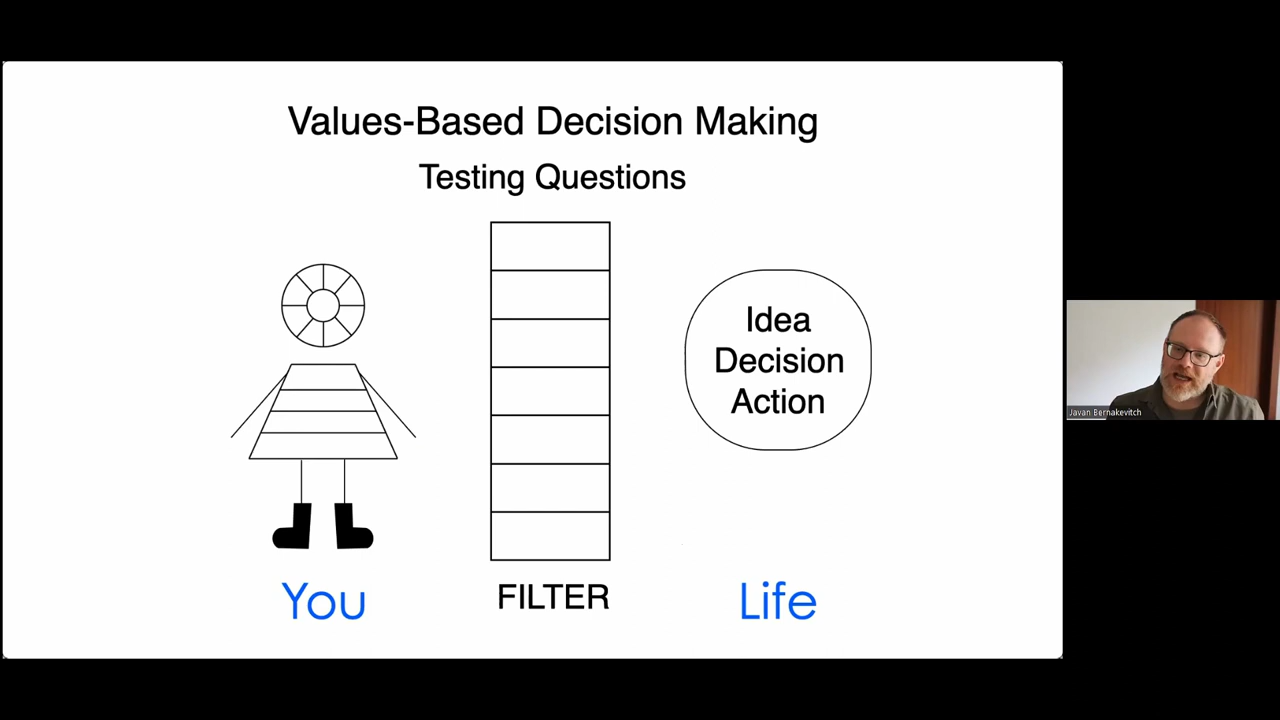 Values-Based Decision Making
Testing Questions
Idea
Decision
Action
You
FILTER
Life
Javan Bernakevitch